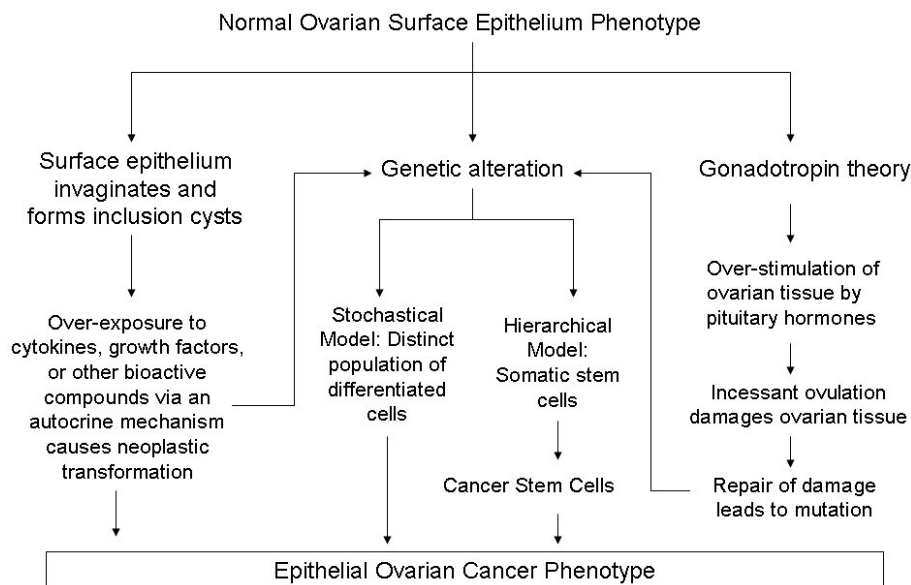 Normal Ovarian Surface Epithelium Phenotype
Surface epithelium
invaginates and
forms inclusion cysts
Over-exposure to
cytokines, growth factors,
or other bioactive
compounds via an
autocrine mechanism
causes neoplastic
transformation
Genetic alteration
Stochastical
Model: Distinct
population of
differentiated
cells
Hierarchical
Model:
Somatic stem
cells
Cancer Stem Cells
Gonadotropin theory
Over-stimulation of
ovarian tissue by
pituitary hormones
Incessant ovulation
damages ovarian tissue
Repair of damage
leads to mutation
Epithelial Ovarian Cancer Phenotype